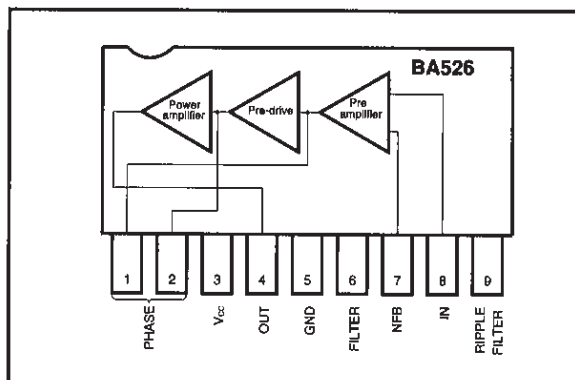 BA526
Power
amplifier
Pre-drive
Pre
amplifier
1 2 3 4 5 6 7 8 9
PHASE
Vcc
OUT
GND
FILTER
NFB
IN
RIPPLE
FILTER